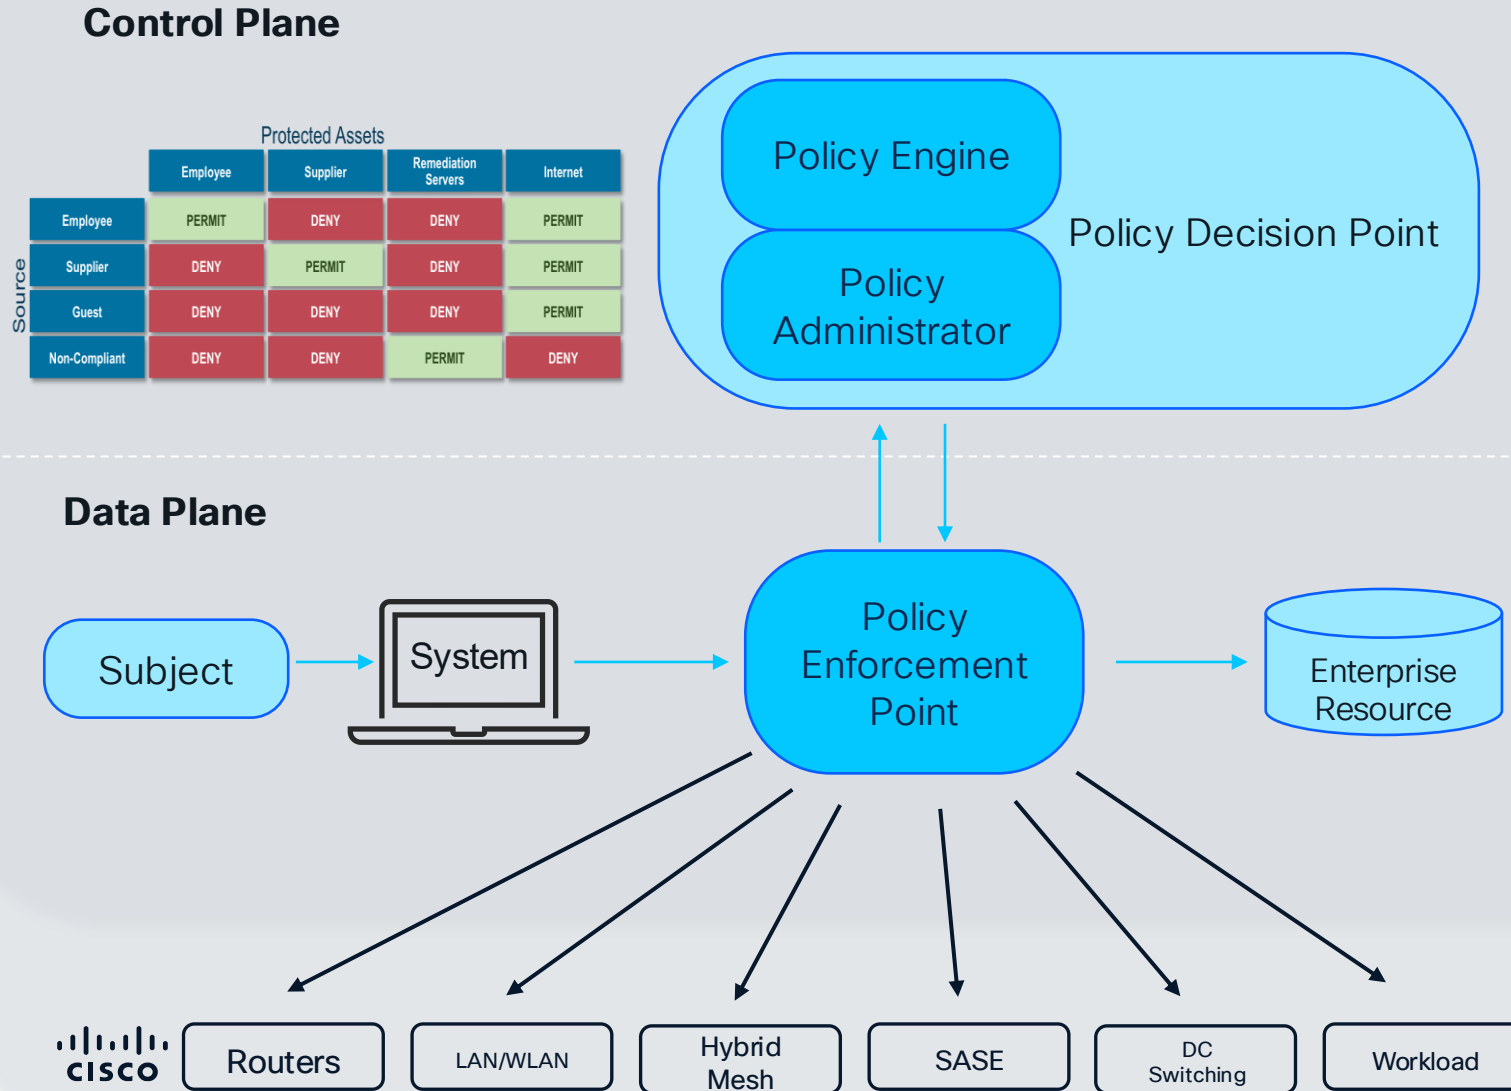 Control Plane
Protected Assets
Employee Supplier Remediation Servers Internet
Source
Employee PERMIT DENY DENY PERMIT
Supplier DENY PERMIT DENY PERMIT
Guest DENY DENY DENY PERMIT
Non-Compliant DENY DENY PERMIT DENY
Policy Engine
Policy
Administrator
Policy Decision Point
Data Plane
Subject
System
Policy
Enforcement
Point
Enterprise
Resource
CISCO
Routers
LAN/WLAN
Hybrid
Mesh
SASE
DC
Switching
Workload